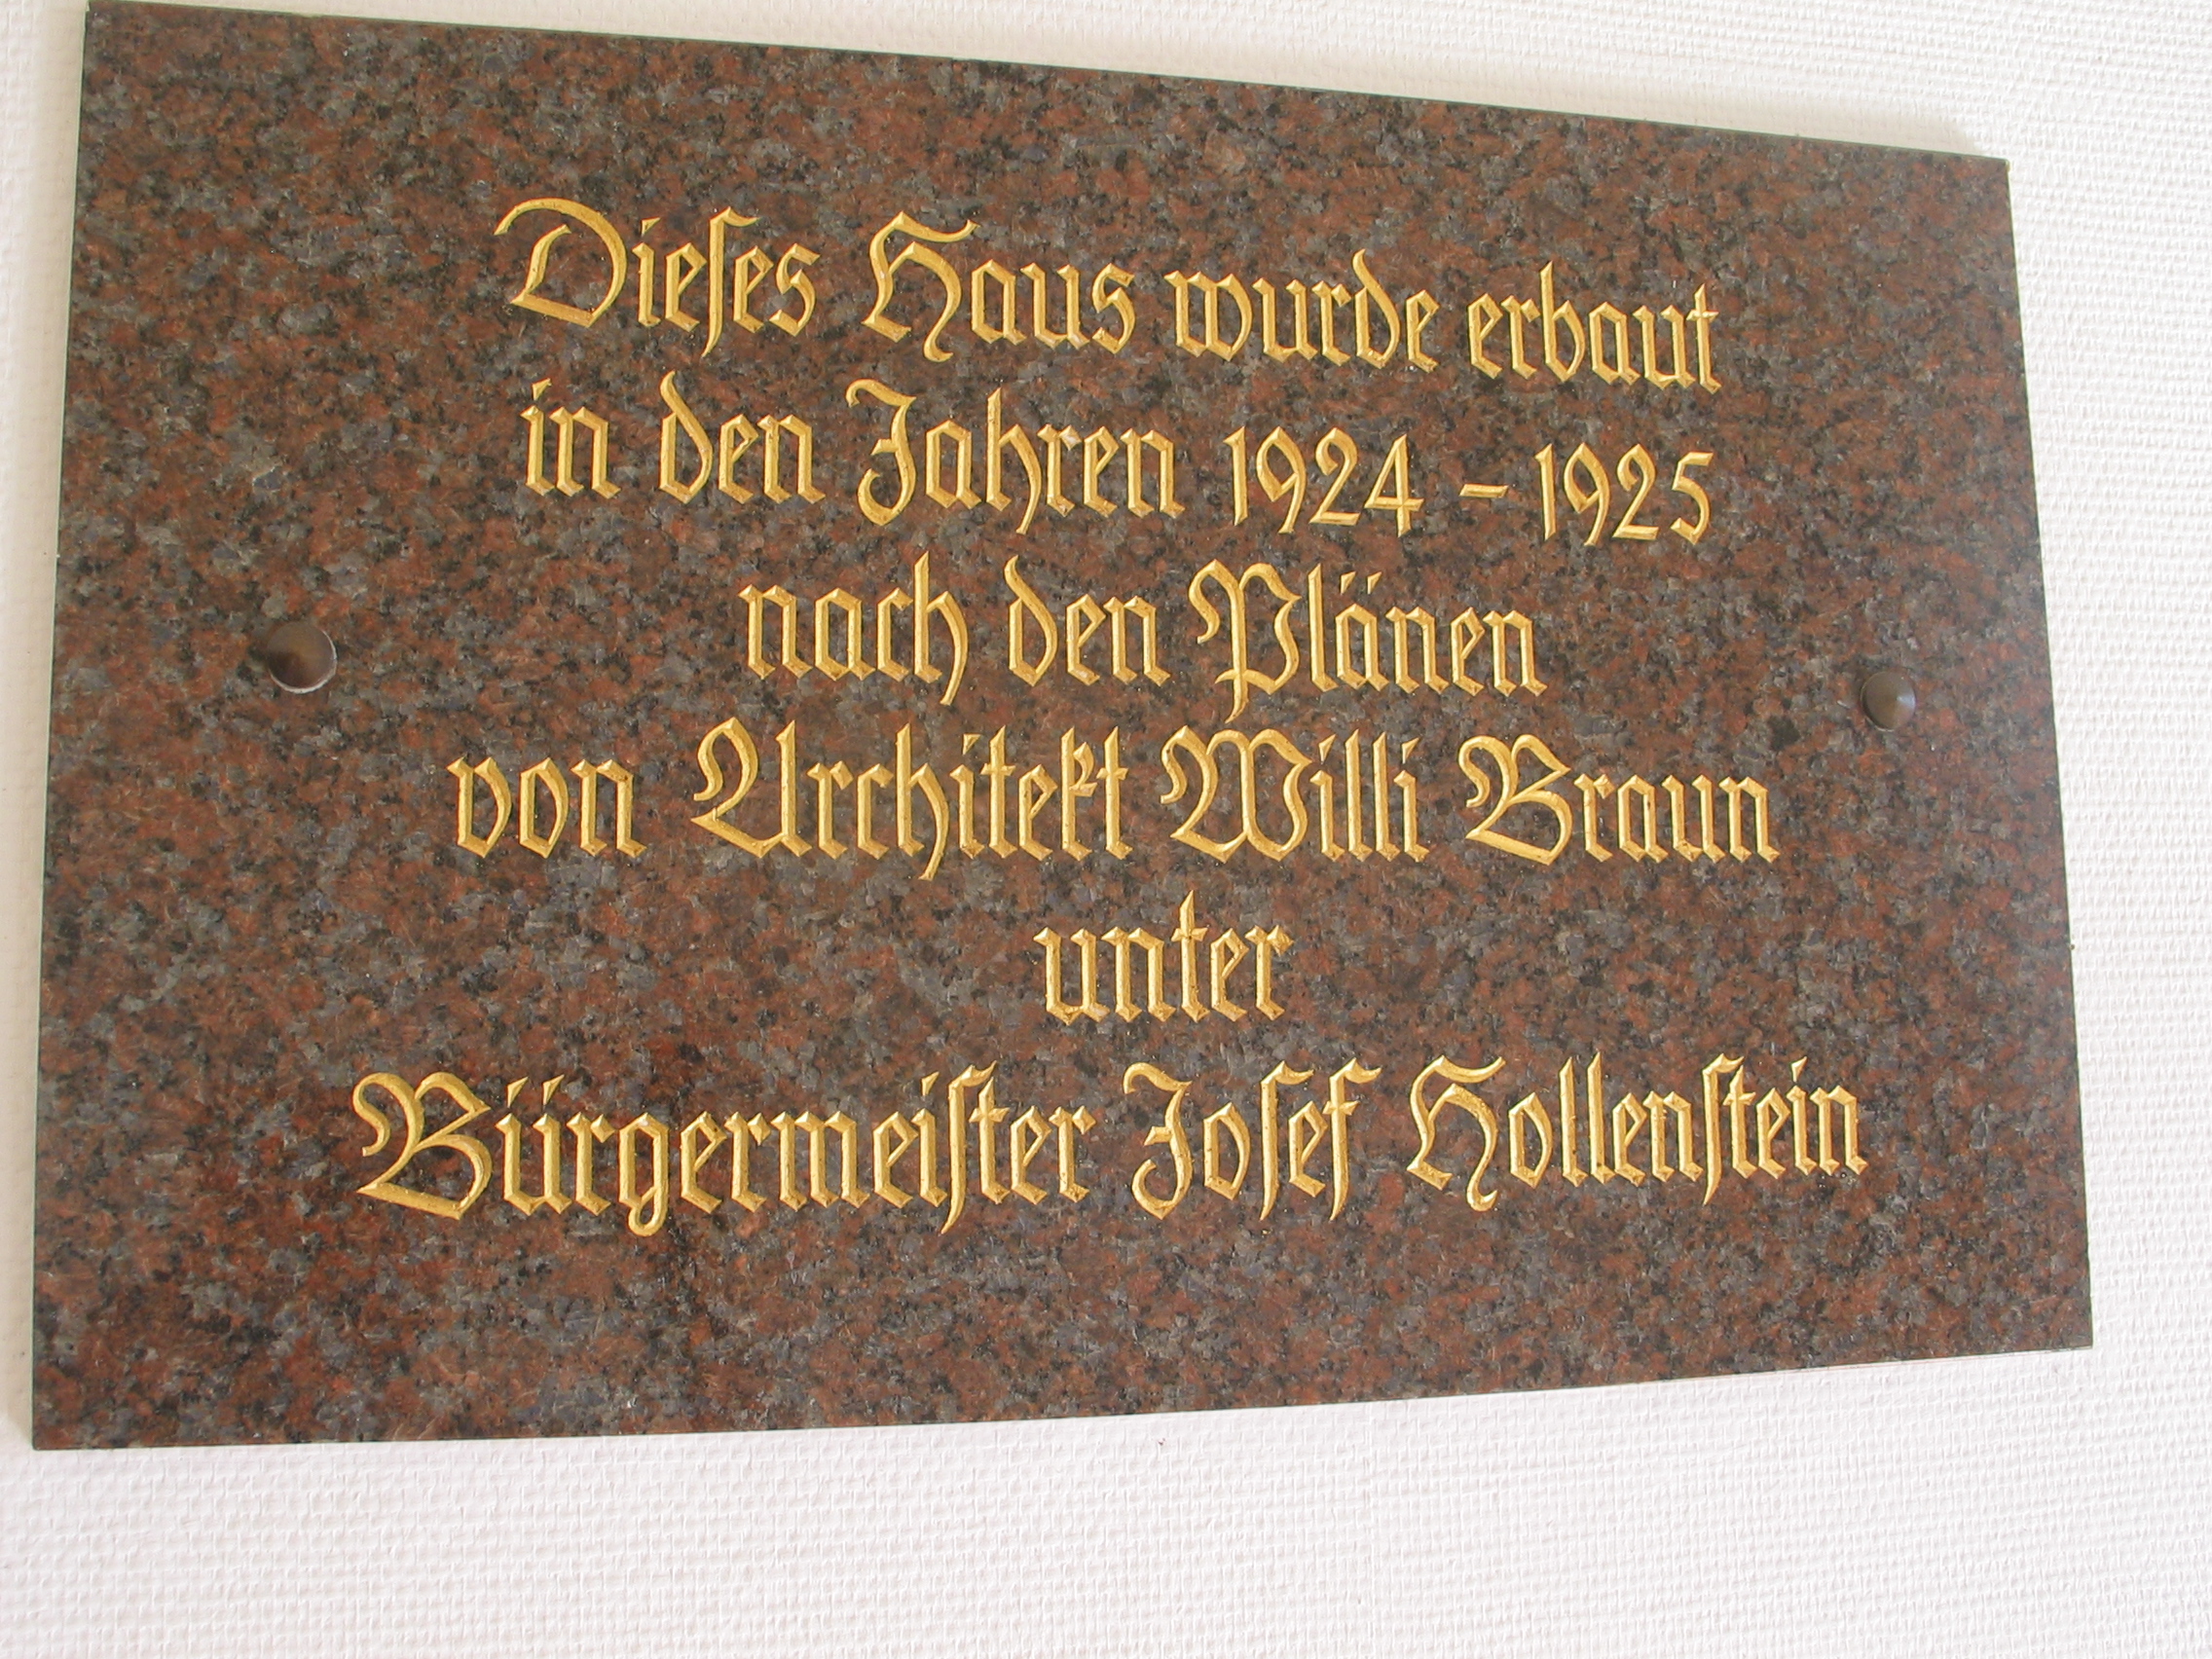 Dieſes Haus wurde erbaut
in den Jahren 1924 – 1925
nach den Plänen
von Architekt Willi Braun
unter
Bürgermeiſter Joſef Hollenſtein